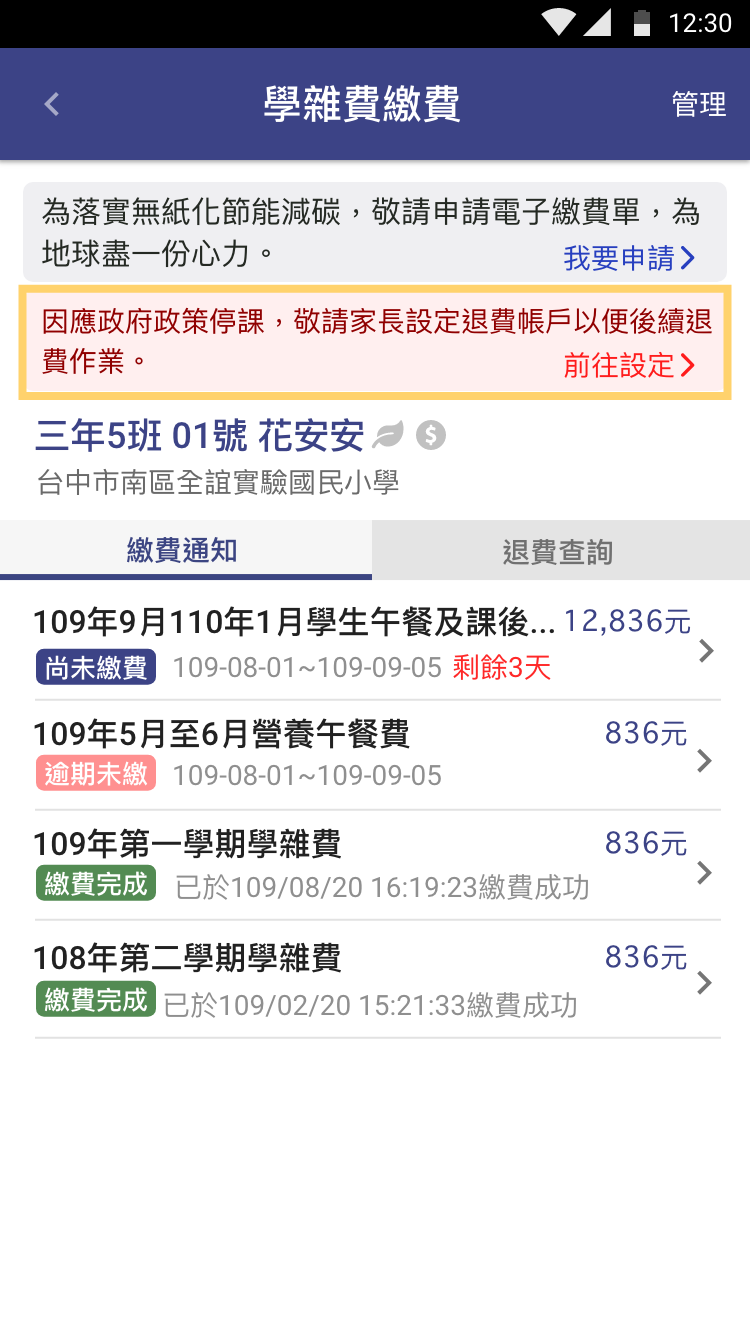 12:30
學雜費繳費
管理
為落實無紙化節能減碳，敬請申請電子繳費單，為
地球盡一份心力。
我要申請
因應政府政策停課，敬請家長設定退費帳戶以便後續退
費作業。
前往設定
三年5班 01號 花安安
台中市南區全誼實驗國民小學
繳費通知
退費查詢
109年9月110年1月學生午餐及課後... 12,836元
尚未繳費 109-08-01~109-09-05 剩餘3天
109年5月至6月營養午餐費 836元
逾期未繳 109-08-01~109-09-05
109年第一學期學雜費 836元
繳費完成 已於109/08/20 16:19:23繳費成功
108年第二學期學雜費 836元
繳費完成 已於109/02/20 15:21:33繳費成功